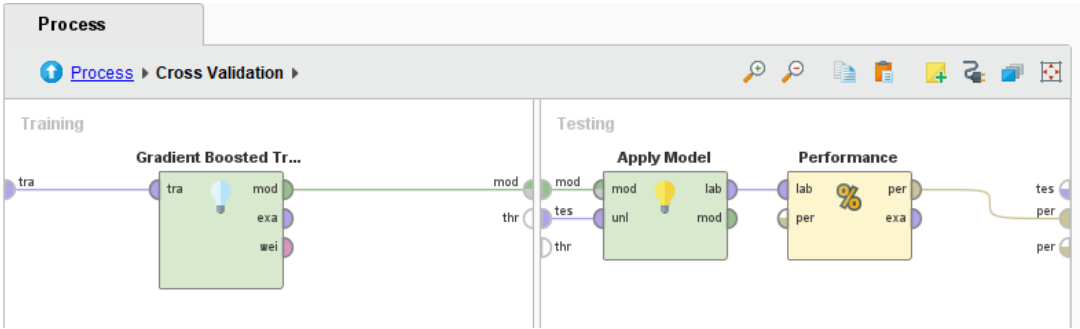 Process
Process Cross Validation
Training
Testing
Gradient Boosted Tr...
Apply Model
Performance
tra
tra
mod
mod
mod
mod
lab
lab
per
tes
exa
thr
tes
unl
mod
per
exa
per
wei
thr
per